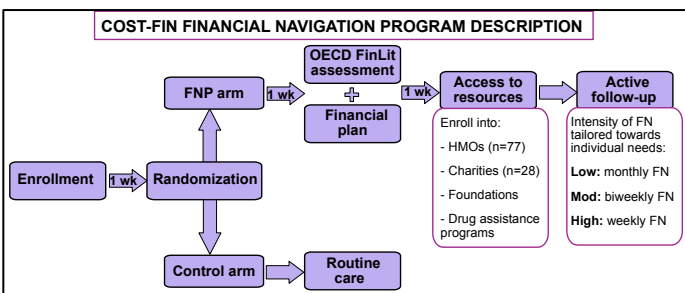 COST-FIN FINANCIAL NAVIGATION PROGRAM DESCRIPTION
FNP arm
1 wk
OECD FinLit
assessment
+
Financial
plan
1 wk
Access to
resources
Active
follow-up
Enroll into:
- HMOs (n=77)
- Charities (n=28)
- Foundations
- Drug assistance
programs
Intensity of FN
tailored towards
individual needs:
Low: monthly FN
Mod: biweekly FN
High: weekly FN
Enrollment
1 wk
Randomization
Control arm
Routine
care